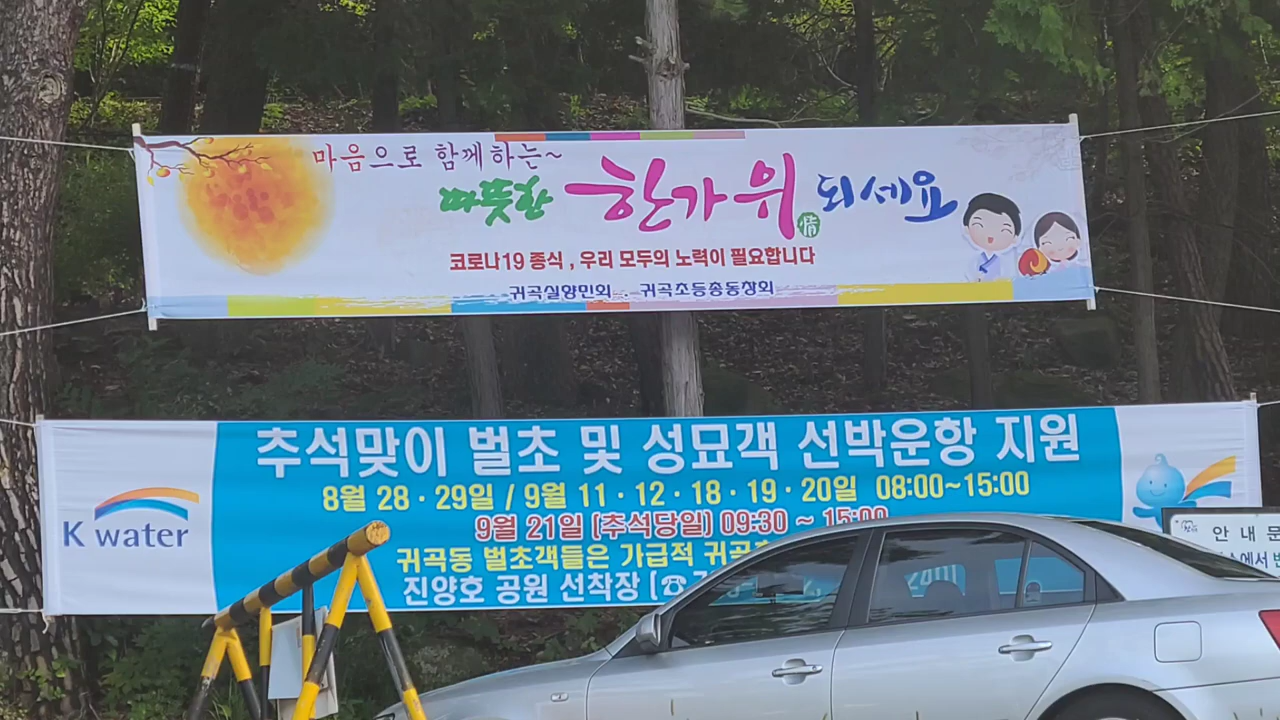 마음으로 함께하는~
따뜻한 한가위 되세요
情
코로나19 종식 , 우리 모두의 노력이 필요합니다
귀곡실향민회 . 귀곡초등총동창회
추석맞이 벌초 및 성묘객 선박운항 지원
8월 28 · 29일 / 9월 11 · 12 · 18 · 19 · 20일 08:00~15:00
9월 21일 (추석당일) 09:30 ~ 15:00
K water
귀곡동 벌초객들은 가급적
진양호 공원 선착장 [☎
안내문